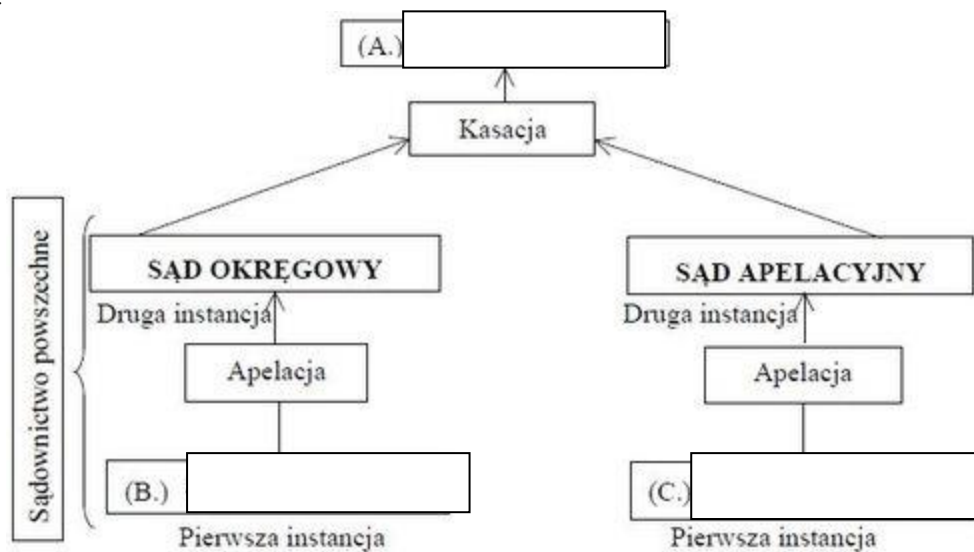 (A.)
Kasacja
Sądownictwo powszechne
SĄD OKRĘGOWY
SĄD APELACYJNY
Druga instancja
Druga instancja
Apelacja
Apelacja
(B.)
(C.)
Pierwsza instancja
Pierwsza instancja